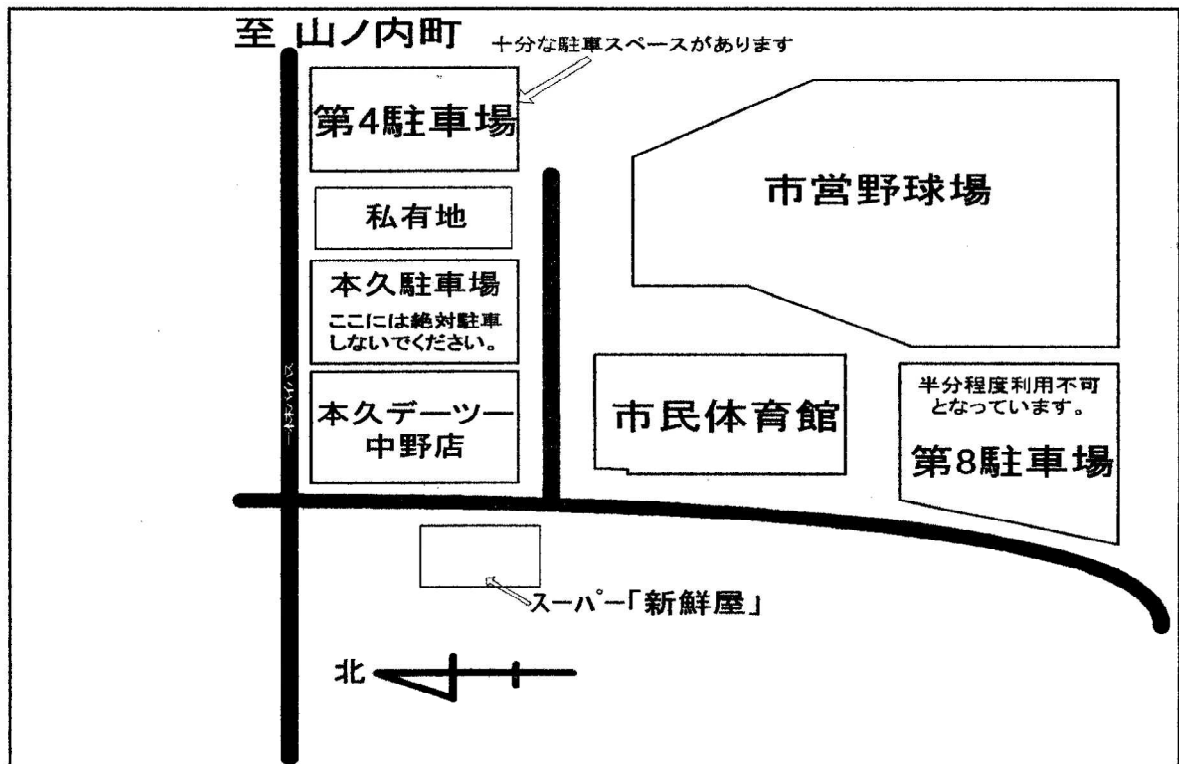 至 山ノ内町
十分な駐車スペースがあります
第4駐車場
私有地
本久駐車場
ここには絶対駐車
しないでください。
本久デーツー
中野店
市営野球場
市民体育館
半分程度利用不可
となっています。
第8駐車場
スーパー「新鮮屋」
北